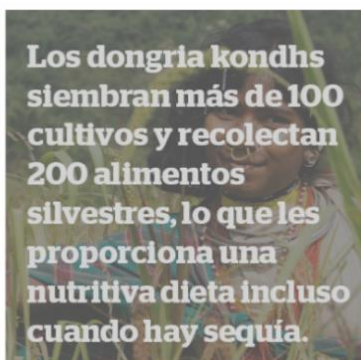 Los dongria kondhs
siembran más de 100
cultivos y recolectan
200 alimentos
silvestres, lo que les
proporciona una
nutritiva dieta incluso
cuando hay sequía.